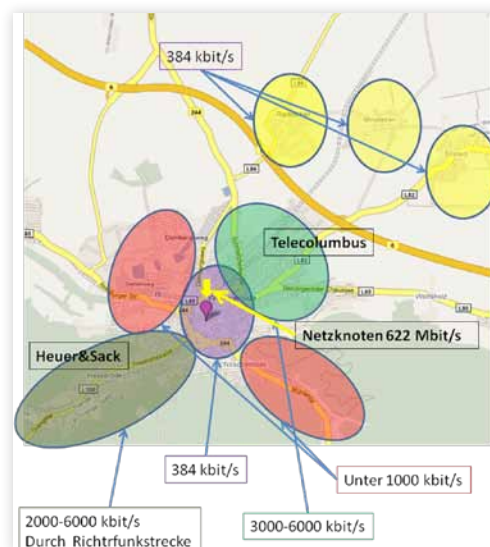 384 kbit/s
Telecolumbus
Netzknoten 622 Mbit/s
Heuer&Sack
384 kbit/s
Unter 1000 kbit/s
2000-6000 kbit/s
Durch Richtrfunkstrecke
3000-6000 kbit/s